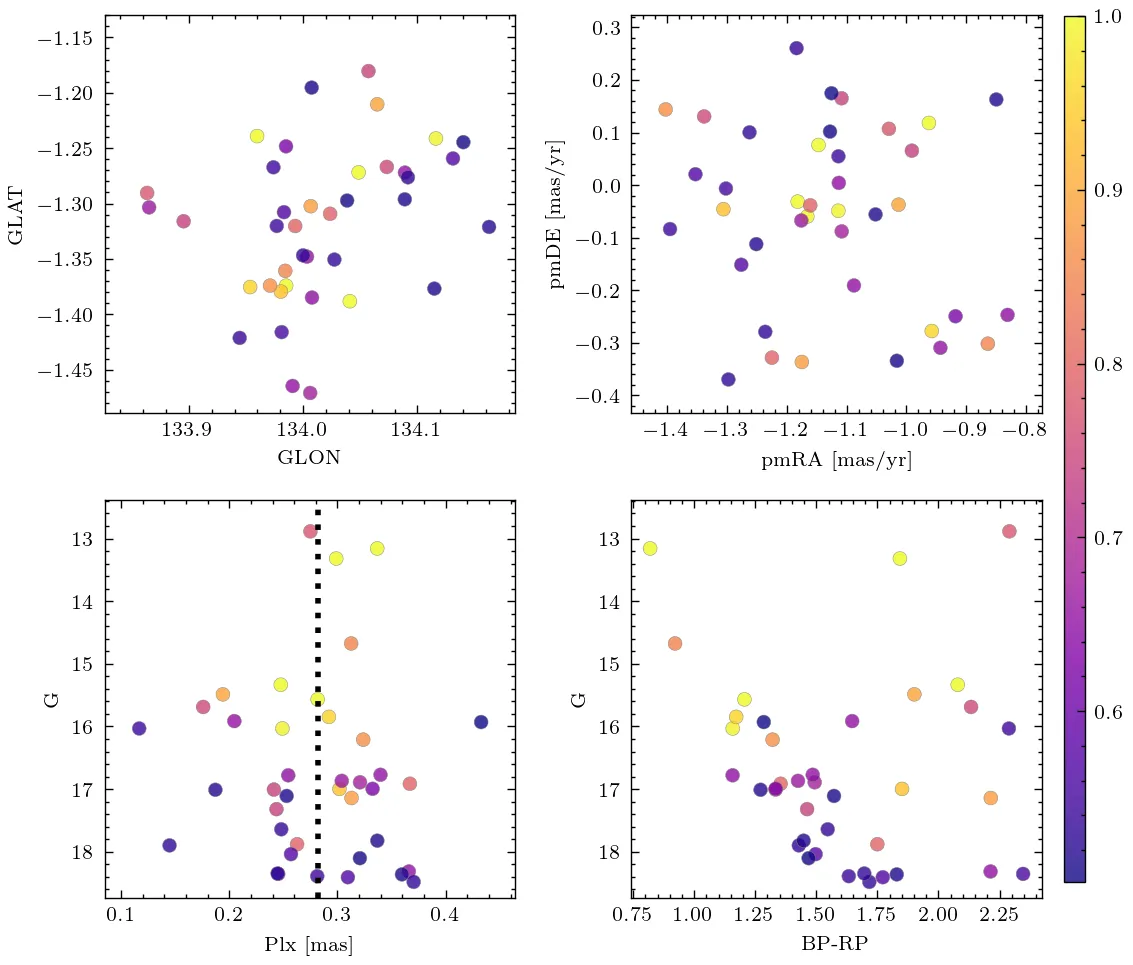 −1.15
−1.20
−1.25
−1.30
−1.35
−1.40
−1.45
GLAT
133.9 134.0 134.1
GLON
0.3
0.2
0.1
0.0
−0.1
−0.2
−0.3
−0.4
pmDE [mas/yr]
−1.4 −1.3 −1.2 −1.1 −1.0 −0.9 −0.8
pmRA [mas/yr]
13
14
15
16
17
18
G
0.1 0.2 0.3 0.4
Plx [mas]
13
14
15
16
17
18
G
0.75 1.00 1.25 1.50 1.75 2.00 2.25
BP-RP
1.0
0.9
0.8
0.7
0.6